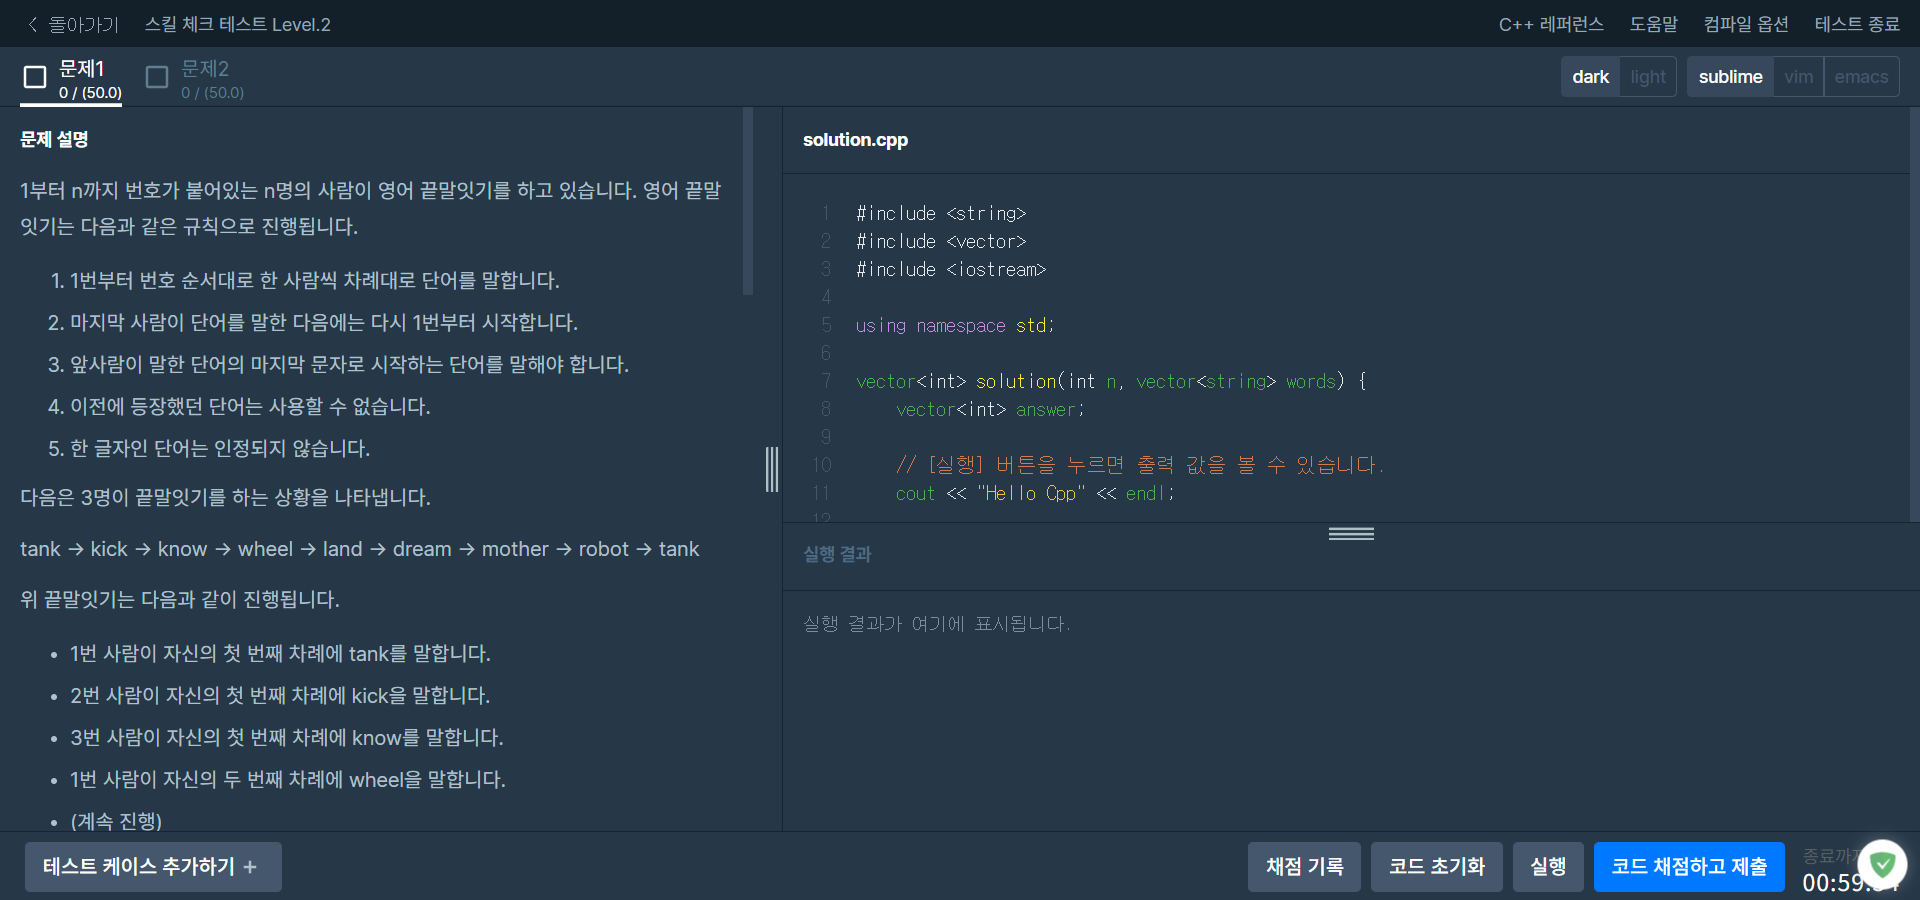 돌아가기 스킬 체크 테스트 Level.2 C++ 레퍼런스 도움말 컴파일 옵션 테스트 종료
문제1 0 / (50.0)
문제2 0 / (50.0)
dark light sublime vim emacs
문제 설명
1부터 n까지 번호가 붙어있는 n명의 사람이 영어 끝말잇기를 하고 있습니다. 영어 끝말
잇기는 다음과 같은 규칙으로 진행됩니다.
1. 1번부터 번호 순서대로 한 사람씩 차례대로 단어를 말합니다.
2. 마지막 사람이 단어를 말한 다음에는 다시 1번부터 시작합니다.
3. 앞사람이 말한 단어의 마지막 문자로 시작하는 단어를 말해야 합니다.
4. 이전에 등장했던 단어는 사용할 수 없습니다.
5. 한 글자인 단어는 인정되지 않습니다.
다음은 3명이 끝말잇기를 하는 상황을 나타냅니다.
tank → kick → know → wheel → land → dream → mother → robot → tank
위 끝말잇기는 다음과 같이 진행됩니다.
• 1번 사람이 자신의 첫 번째 차례에 tank를 말합니다.
• 2번 사람이 자신의 첫 번째 차례에 kick을 말합니다.
• 3번 사람이 자신의 첫 번째 차례에 know를 말합니다.
• 1번 사람이 자신의 두 번째 차례에 wheel을 말합니다.
• (계속 진행)
solution.cpp
1 #include <string>
2 #include <vector>
3 #include <iostream>
4
5 using namespace std;
6
7 vector<int> solution(int n, vector<string> words) {
8 vector<int> answer;
9
10 // [실행] 버튼을 누르면 출력 값을 볼 수 있습니다.
11 cout << "Hello Cpp" << endl;
12
실행 결과
실행 결과가 여기에 표시됩니다.
테스트 케이스 추가하기 +
채점 기록 코드 초기화 실행 코드 채점하고 제출
00:59